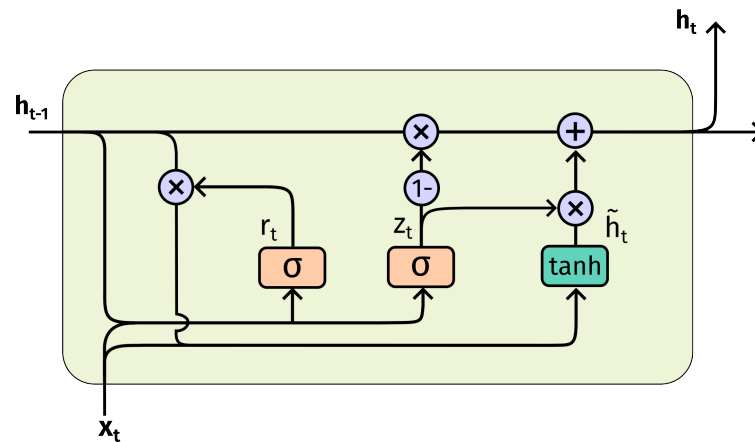 h_t
h_{t-1}
×
+
×
1-
r_t
z_t
×
h̃_t
σ
σ
tanh
x_t